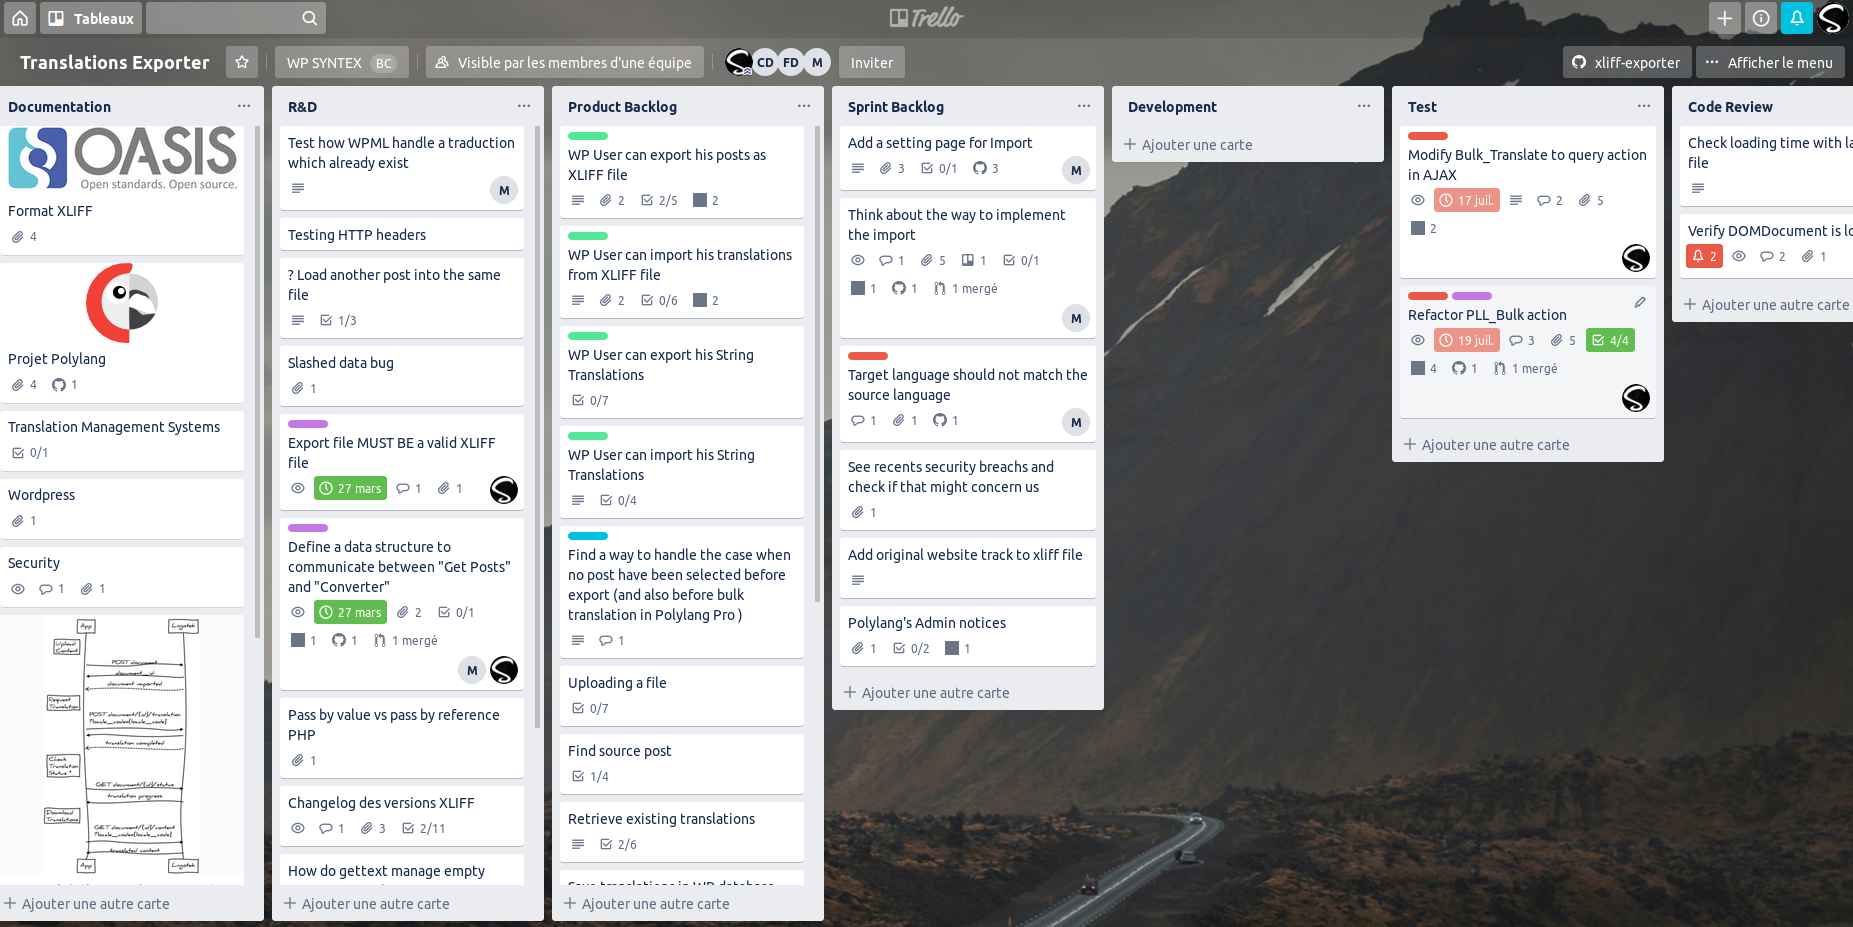 Tableaux
Trello
Translations Exporter
WP SYNTEX BC
Visible par les membres d'une équipe
CD FD M
Inviter
xliff-exporter
Afficher le menu
Documentation
OASIS
Open standards. Open source.
Format XLIFF
4
Projet Polylang
4 1
Translation Management Systems
0/1
Wordpress
1
Security
1 1
App Lingotek
Upload
Content
POST document
document_id
document imported
Request
Translation
POST document/{id}/translation
?locale_code={locale_code}
translation completed
Check
Translation
Status *
GET document/{id}/status
translation progress
Download
Translations
GET document/{id}/content
?locale_code={locale_code}
translated content
App Lingotek
Ajouter une autre carte
R&D
Test how WPML handle a traduction
which already exist
M
Testing HTTP headers
? Load another post into the same
file
1/3
Slashed data bug
1
Export file MUST BE a valid XLIFF
file
27 mars 1 1
Define a data structure to
communicate between "Get Posts"
and "Converter"
27 mars 2 0/1
1 1 1 mergé
M
Pass by value vs pass by reference
PHP
1
Changelog des versions XLIFF
1 3 2/11
How do gettext manage empty
Ajouter une autre carte
Product Backlog
WP User can export his posts as
XLIFF file
2 2/5 2
WP User can import his translations
from XLIFF file
2 0/6 2
WP User can export his String
Translations
0/7
WP User can import his String
Translations
0/4
Find a way to handle the case when
no post have been selected before
export (and also before bulk
translation in Polylang Pro )
1
Uploading a file
0/7
Find source post
1/4
Retrieve existing translations
2/6
Save translations in WP database
Ajouter une autre carte
Sprint Backlog
Add a setting page for Import
3 0/1 3
M
Think about the way to implement
the import
1 5 1 0/1
1 1 1 mergé
M
Target language should not match the
source language
1 1 1
M
See recents security breachs and
check if that might concern us
1
Add original website track to xliff file
Polylang's Admin notices
1 0/2 1
Ajouter une autre carte
Development
Ajouter une carte
Test
Modify Bulk_Translate to query action
in AJAX
17 juil. 2 5
2
Refactor PLL_Bulk action
19 juil. 3 5 4/4
4 1 1 mergé
Ajouter une autre carte
Code Review
Check loading time with la
file
Verify DOMDocument is lo
2 2 1
Ajouter une autre carte